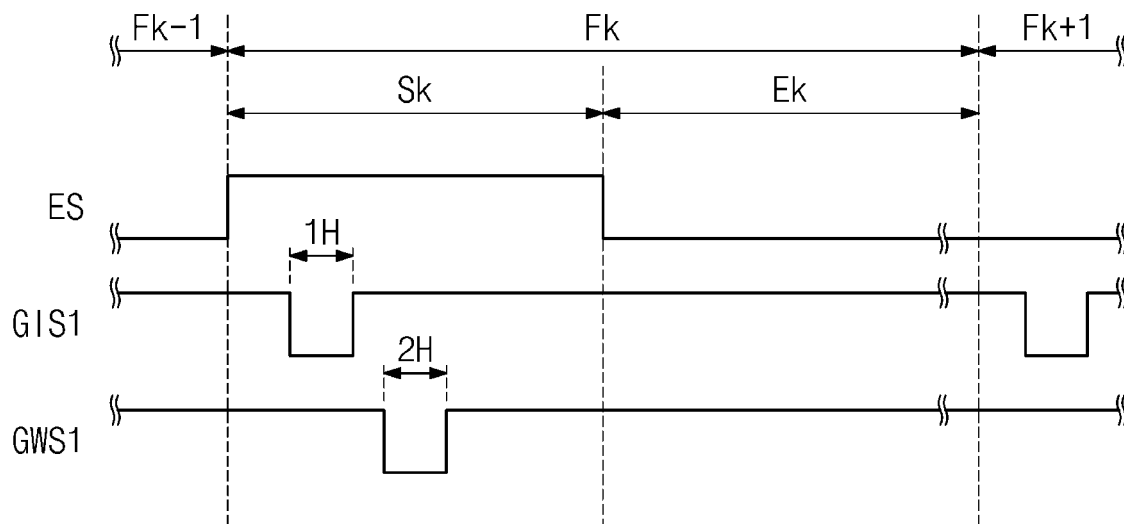 Fk-1 Fk Fk+1
Sk Ek
ES
1H
GIS1
2H
GWS1